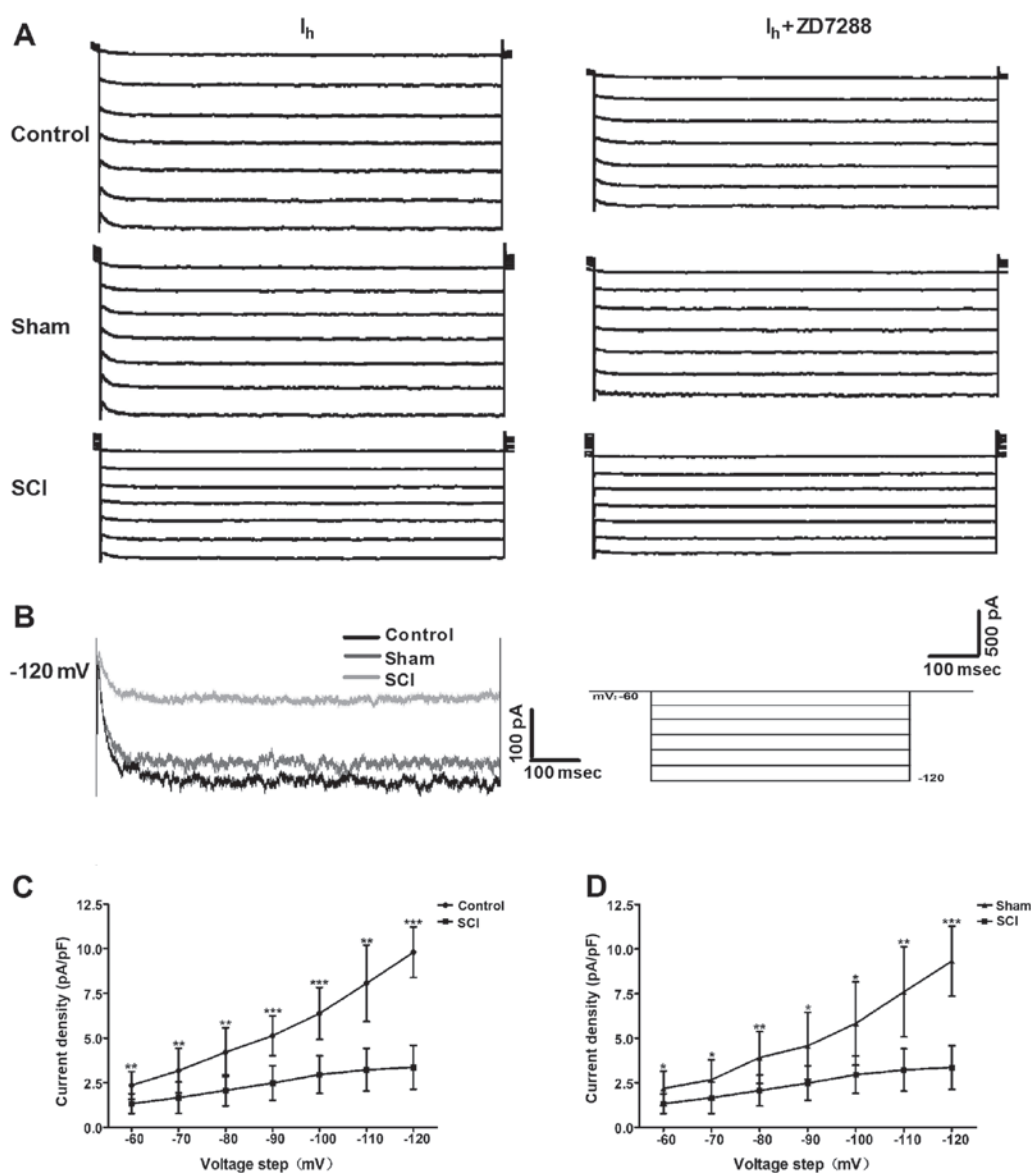 A
Ih
Ih+ZD7288
Control
Sham
SCI
500 pA
100 msec
B
-120 mV
Control
Sham
SCI
100 pA
100 msec
mV: -60
-120
C
Current density (pA/pF)
12.5
10.0
7.5
5.0
2.5
0.0
** ** ** *** *** ** ***
Control
SCI
-60 -70 -80 -90 -100 -110 -120
Voltage step (mV)
D
Current density (pA/pF)
12.5
10.0
7.5
5.0
2.5
0.0
* * ** * * ** ***
Sham
SCI
-60 -70 -80 -90 -100 -110 -120
Voltage step (mV)